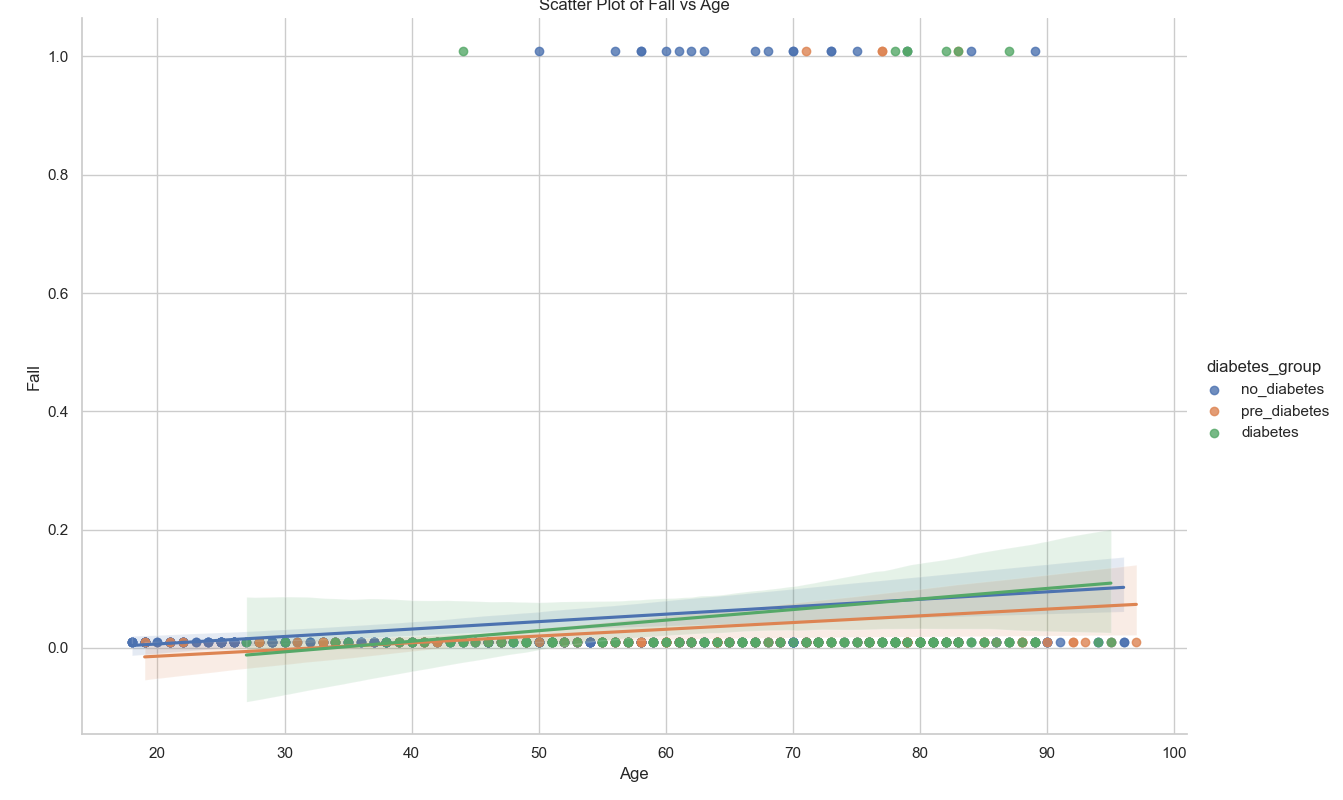 Scatter Plot of Fall vs Age
1.0
0.8
0.6
0.4
0.2
0.0
Fall
20 30 40 50 60 70 80 90 100
Age
diabetes_group
no_diabetes
pre_diabetes
diabetes